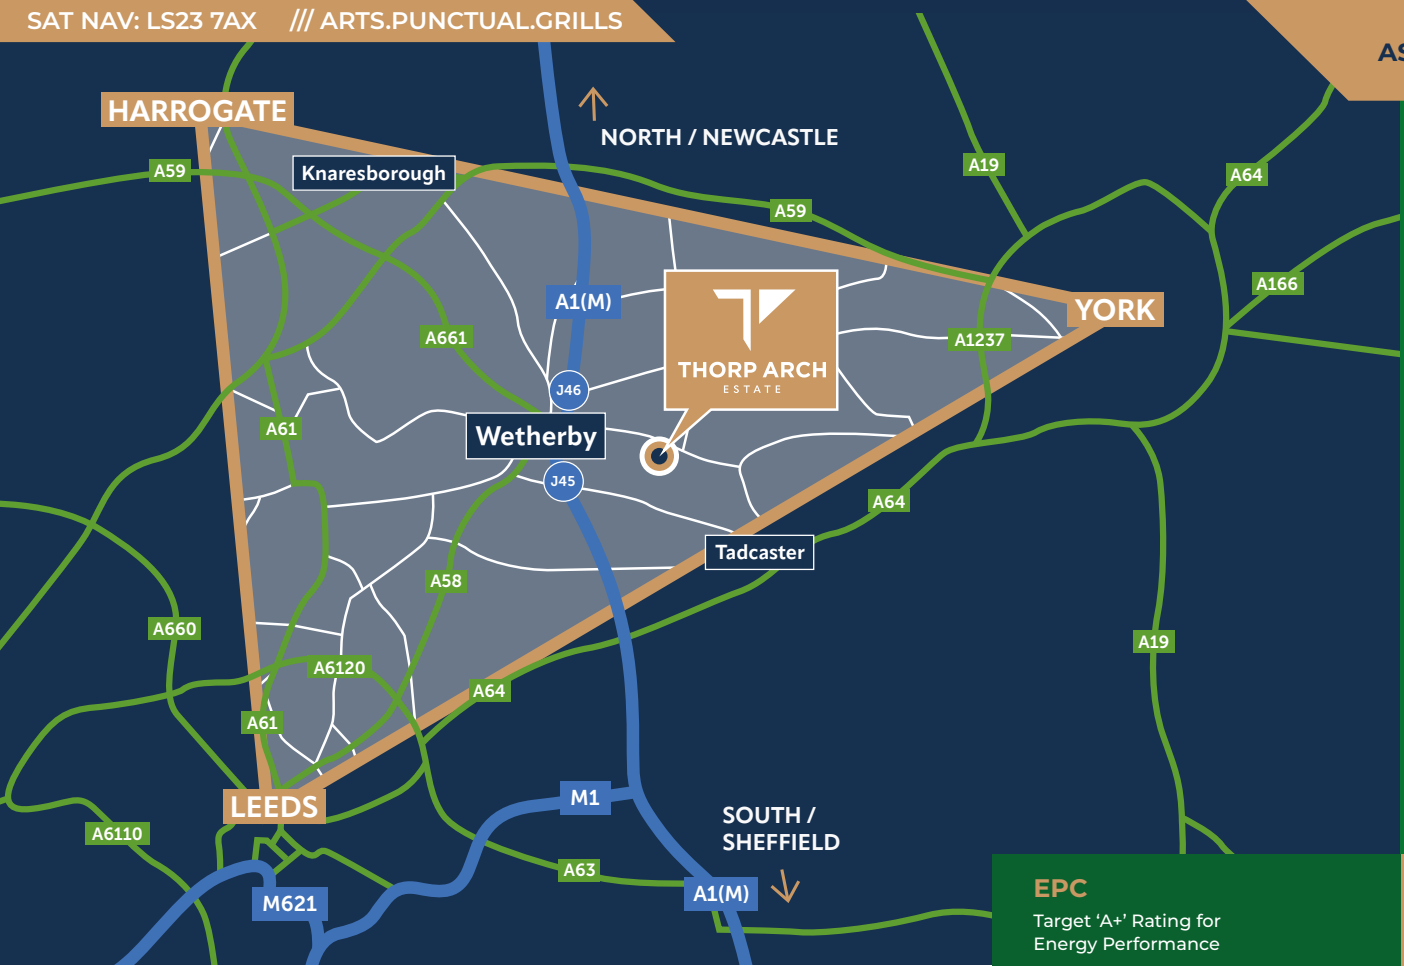 SAT NAV: LS23 7AX /// ARTS.PUNCTUAL.GRILLS
AS
HARROGATE
NORTH / NEWCASTLE
A59
Knaresborough
A19
A64
A59
A166
A1(M)
YORK
A661
THORP ARCH
ESTATE
A1237
J46
A61
Wetherby
J45
A64
Tadcaster
A58
A660
A19
A6120
A64
A61
LEEDS
M1
SOUTH /
SHEFFIELD
A6110
A63
A1(M)
M621
EPC
Target ‘A+’ Rating for
Energy Performance